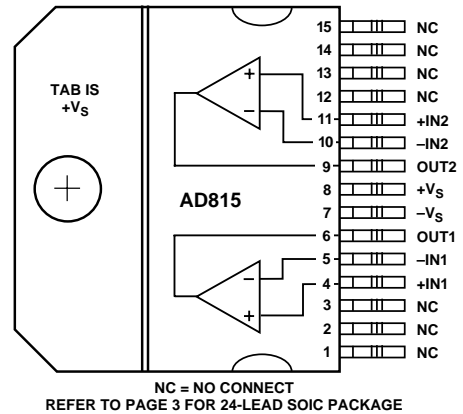 TAB IS
+VS
AD815
+
−
−
+
15 NC
14 NC
13 NC
12 NC
11 +IN2
10 −IN2
9 OUT2
8 +VS
7 −VS
6 OUT1
5 −IN1
4 +IN1
3 NC
2 NC
1 NC
NC = NO CONNECT
REFER TO PAGE 3 FOR 24-LEAD SOIC PACKAGE